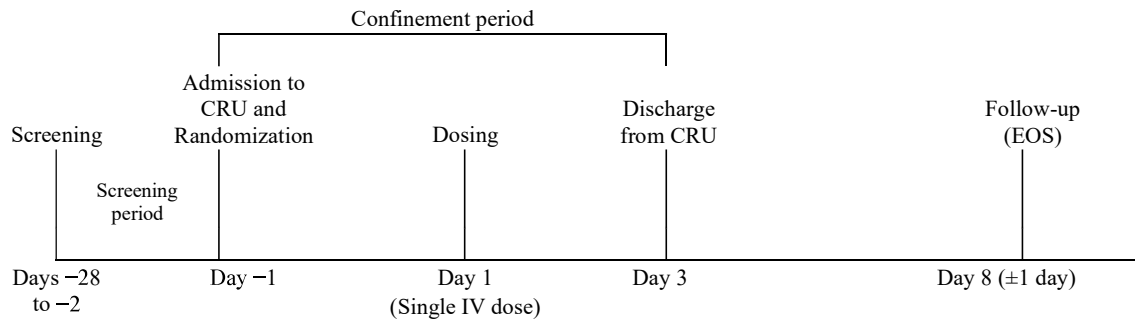 Confinement period
Admission to
CRU and
Randomization
Screening
Dosing
Discharge
from CRU
Follow-up
(EOS)
Screening
period
Days −28
to −2
Day −1
Day 1
(Single IV dose)
Day 3
Day 8 (±1 day)